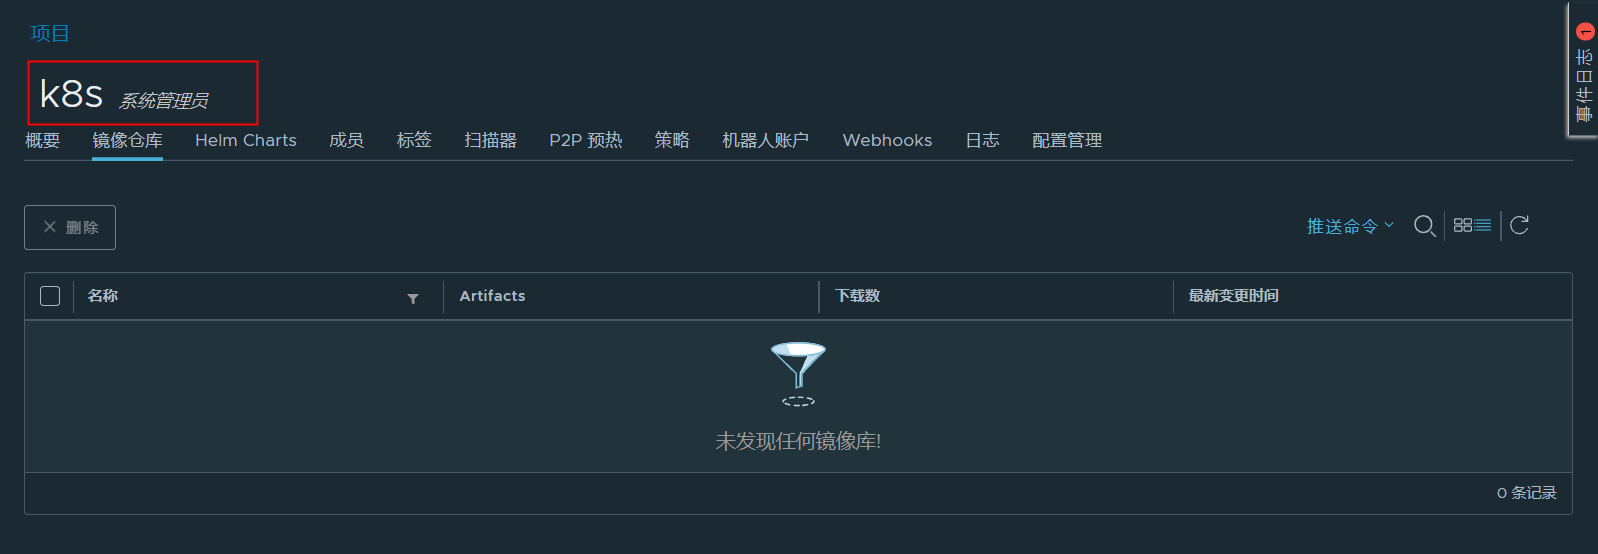 项目
k8s 系统管理员
概要 镜像仓库 Helm Charts 成员 标签 扫描器 P2P 预热 策略 机器人账户 Webhooks 日志 配置管理
删除
推送命令
名称 Artifacts 下载数 最新变更时间
未发现任何镜像库!
0 条记录
1
事件日志